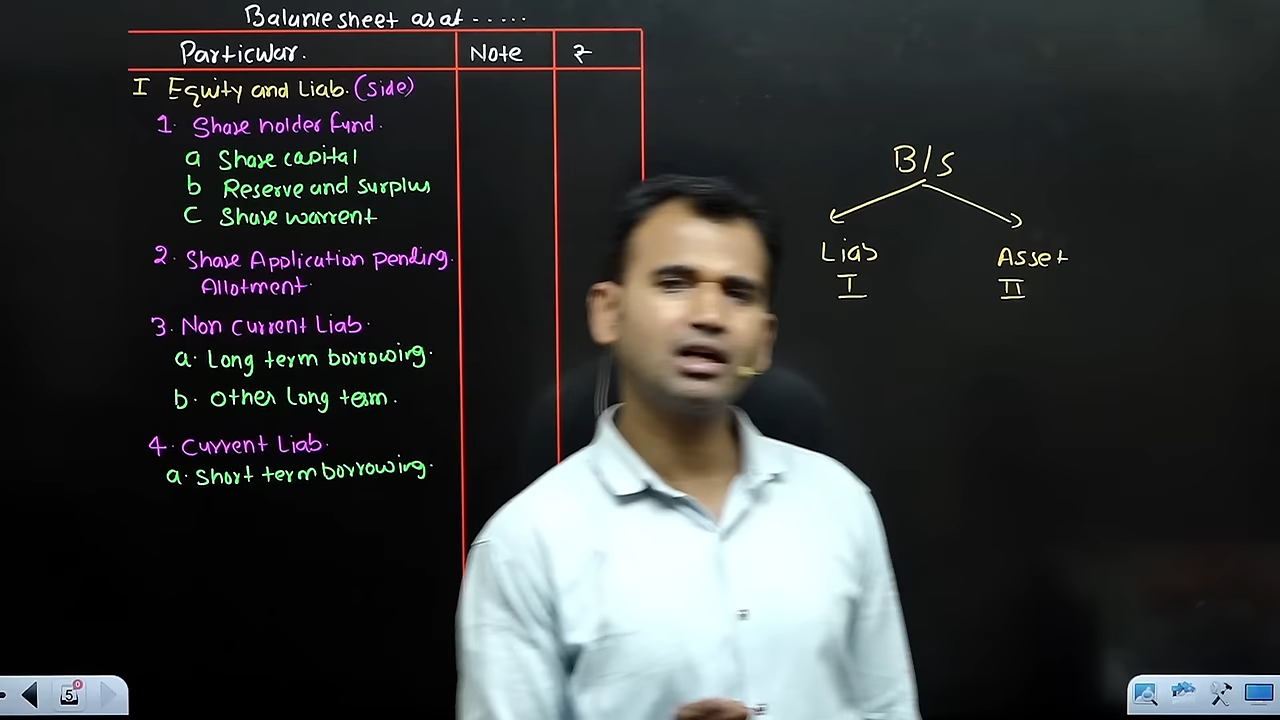 Balance sheet as at ......
Particular. Note ₹
I Equity and Liab. (side)
1. Share holder fund.
a Share capital
b Reserve and surplus
C Share warrent
2. Share Application pending.
Allotment.
3. Non Current Liab.
a. Long term borrowing.
b. Other Long term.
4. Current Liab.
a. Short term borrowing.
B/S
Liab Asset
I II
5 0